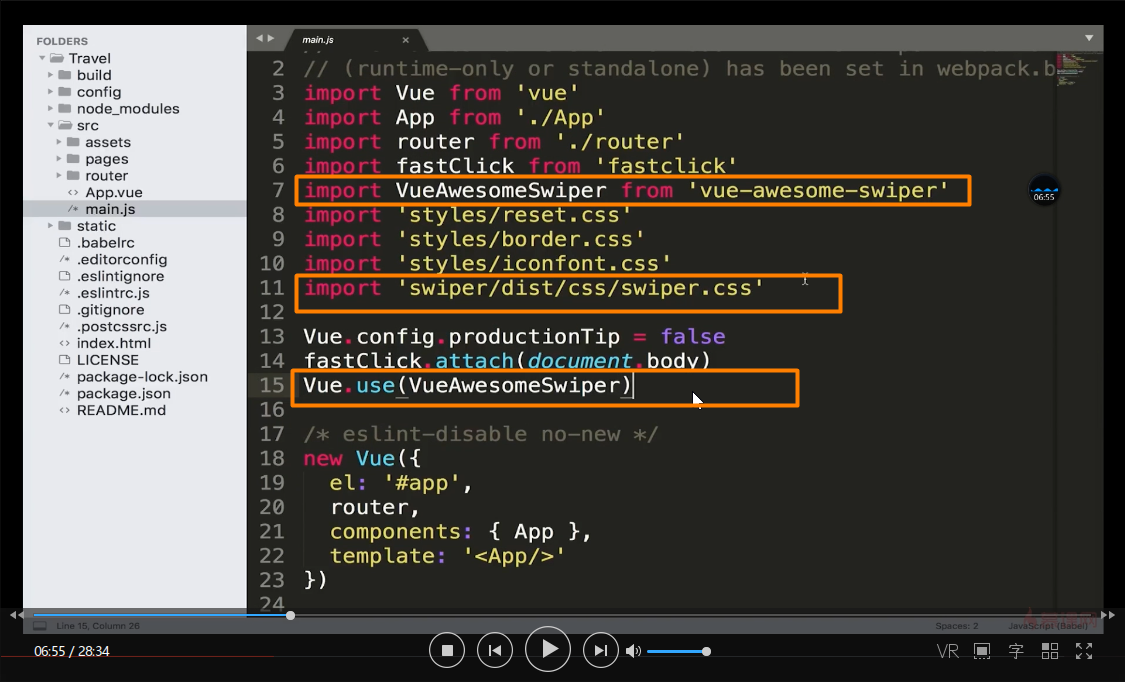 FOLDERS
Travel
build
config
node_modules
src
assets
pages
router
App.vue
main.js
static
.babelrc
.editorconfig
.eslintignore
.eslintrc.js
.gitignore
.postcssrc.js
index.html
LICENSE
package-lock.json
package.json
README.md
main.js
2 // (runtime-only or standalone) has been set in webpack.b
3 import Vue from 'vue'
4 import App from './App'
5 import router from './router'
6 import fastClick from 'fastclick'
7 import VueAwesomeSwiper from 'vue-awesome-swiper'
8 import 'styles/reset.css'
9 import 'styles/border.css'
10 import 'styles/iconfont.css'
11 import 'swiper/dist/css/swiper.css'
12
13 Vue.config.productionTip = false
14 fastClick.attach(document.body)
15 Vue.use(VueAwesomeSwiper)
16
17 /* eslint-disable no-new */
18 new Vue({
19 el: '#app',
20 router,
21 components: { App },
22 template: '<App/>'
23 })
24
06:55
Line 15, Column 26
Spaces: 2
JavaScript (Babel)
06:55 / 28:34
VR
字